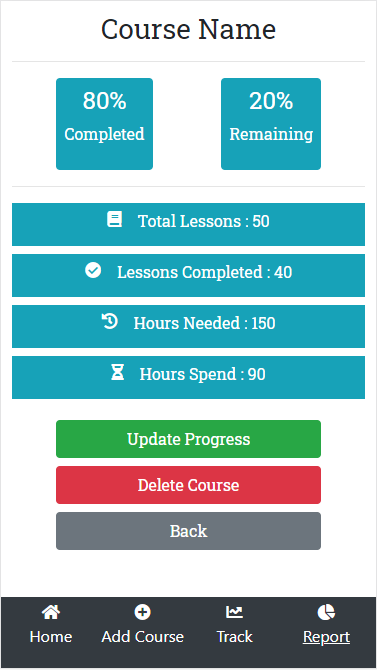 Course Name
80%
Completed
20%
Remaining
Total Lessons : 50
Lessons Completed : 40
Hours Needed : 150
Hours Spend : 90
Update Progress
Delete Course
Back
Home Add Course Track Report